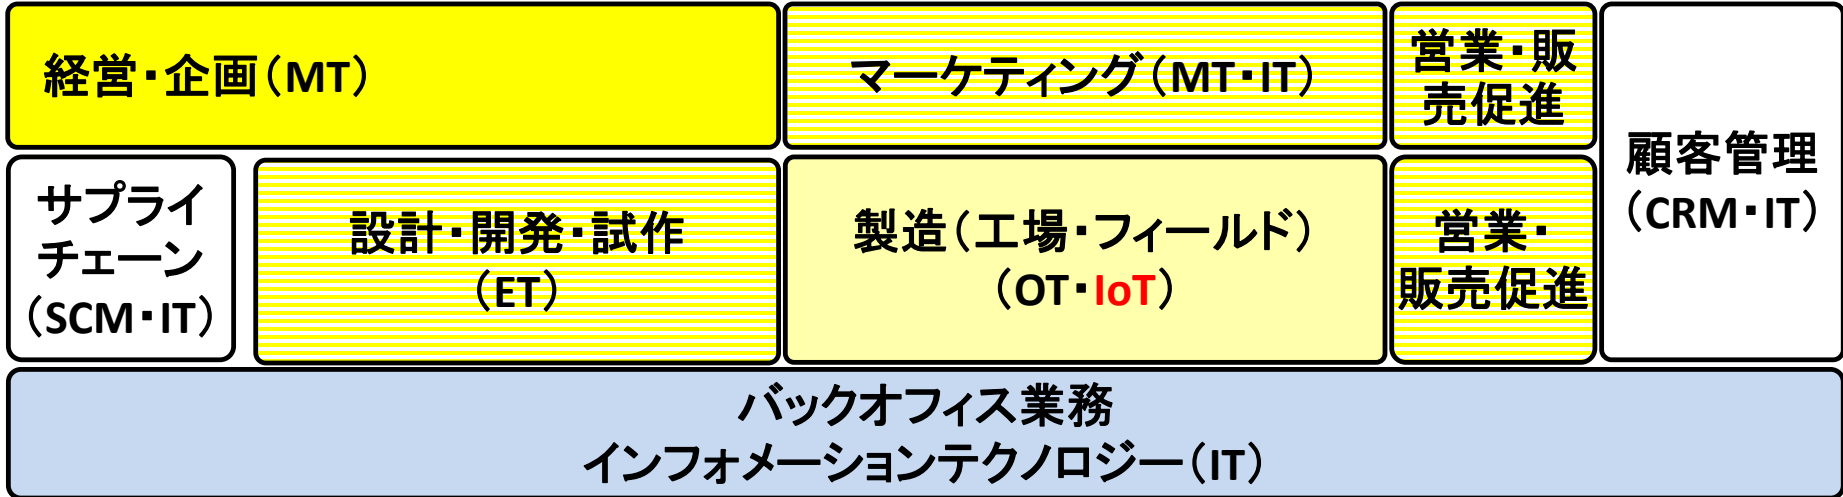 経営・企画(MT)
マーケティング(MT・IT)
営業・販
売促進
顧客管理
(CRM・IT)
サプライ
チェーン
(SCM・IT)
設計・開発・試作
(ET)
製造(工場・フィールド)
(OT・IoT)
営業・
販売促進
バックオフィス業務
インフォメーションテクノロジー(IT)